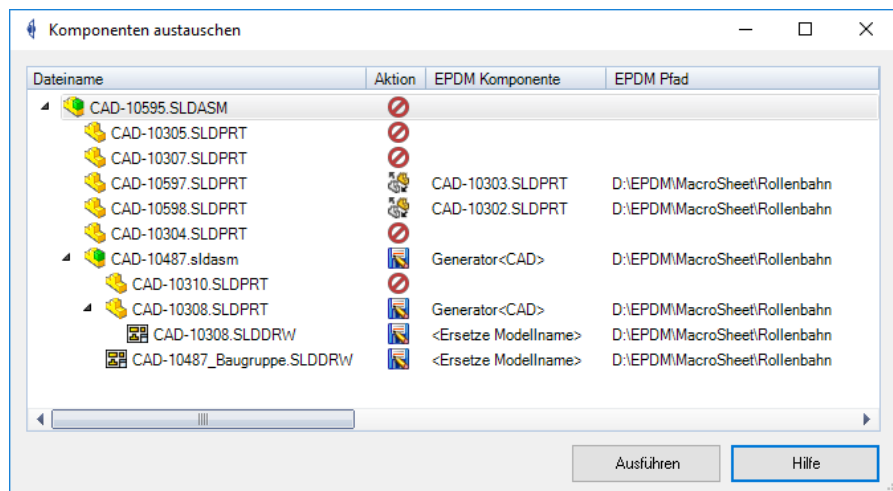 Komponenten austauschen
Dateiname Aktion EPDM Komponente EPDM Pfad
CAD-10595.SLDASM
CAD-10305.SLDPRT
CAD-10307.SLDPRT
CAD-10597.SLDPRT CAD-10303.SLDPRT D:\EPDM\MacroSheet\Rollenbahn
CAD-10598.SLDPRT CAD-10302.SLDPRT D:\EPDM\MacroSheet\Rollenbahn
CAD-10304.SLDPRT
CAD-10487.sldasm Generator<CAD> D:\EPDM\MacroSheet\Rollenbahn
CAD-10310.SLDPRT
CAD-10308.SLDPRT Generator<CAD> D:\EPDM\MacroSheet\Rollenbahn
CAD-10308.SLDDRW <Ersetze Modellname> D:\EPDM\MacroSheet\Rollenbahn
CAD-10487_Baugruppe.SLDDRW <Ersetze Modellname> D:\EPDM\MacroSheet\Rollenbahn
Ausführen Hilfe